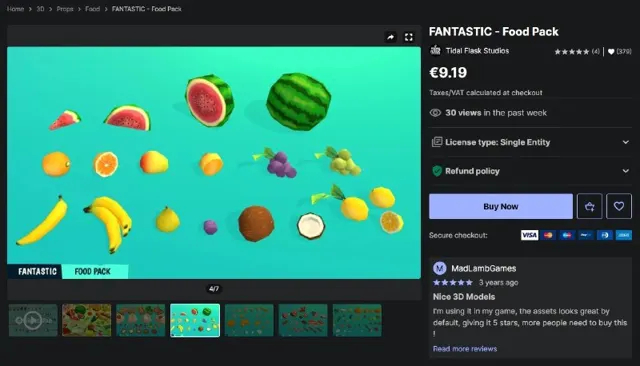 Home > 3D > Props > Food > FANTASTIC - Food Pack
FANTASTIC - Food Pack
Tidal Flask Studios
(4) | (379)
€9.19
Taxes/VAT calculated at checkout
30 views in the past week
License type: Single Entity
Refund policy
Buy Now
Secure checkout:
VISA
FANTASTIC FOOD PACK
4/7
M MadLambGames
3 years ago
Nice 3D Models
I'm using it in my game, the assets looks great by
default, giving it 5 stars, more people need to buy this
!
Read more reviews